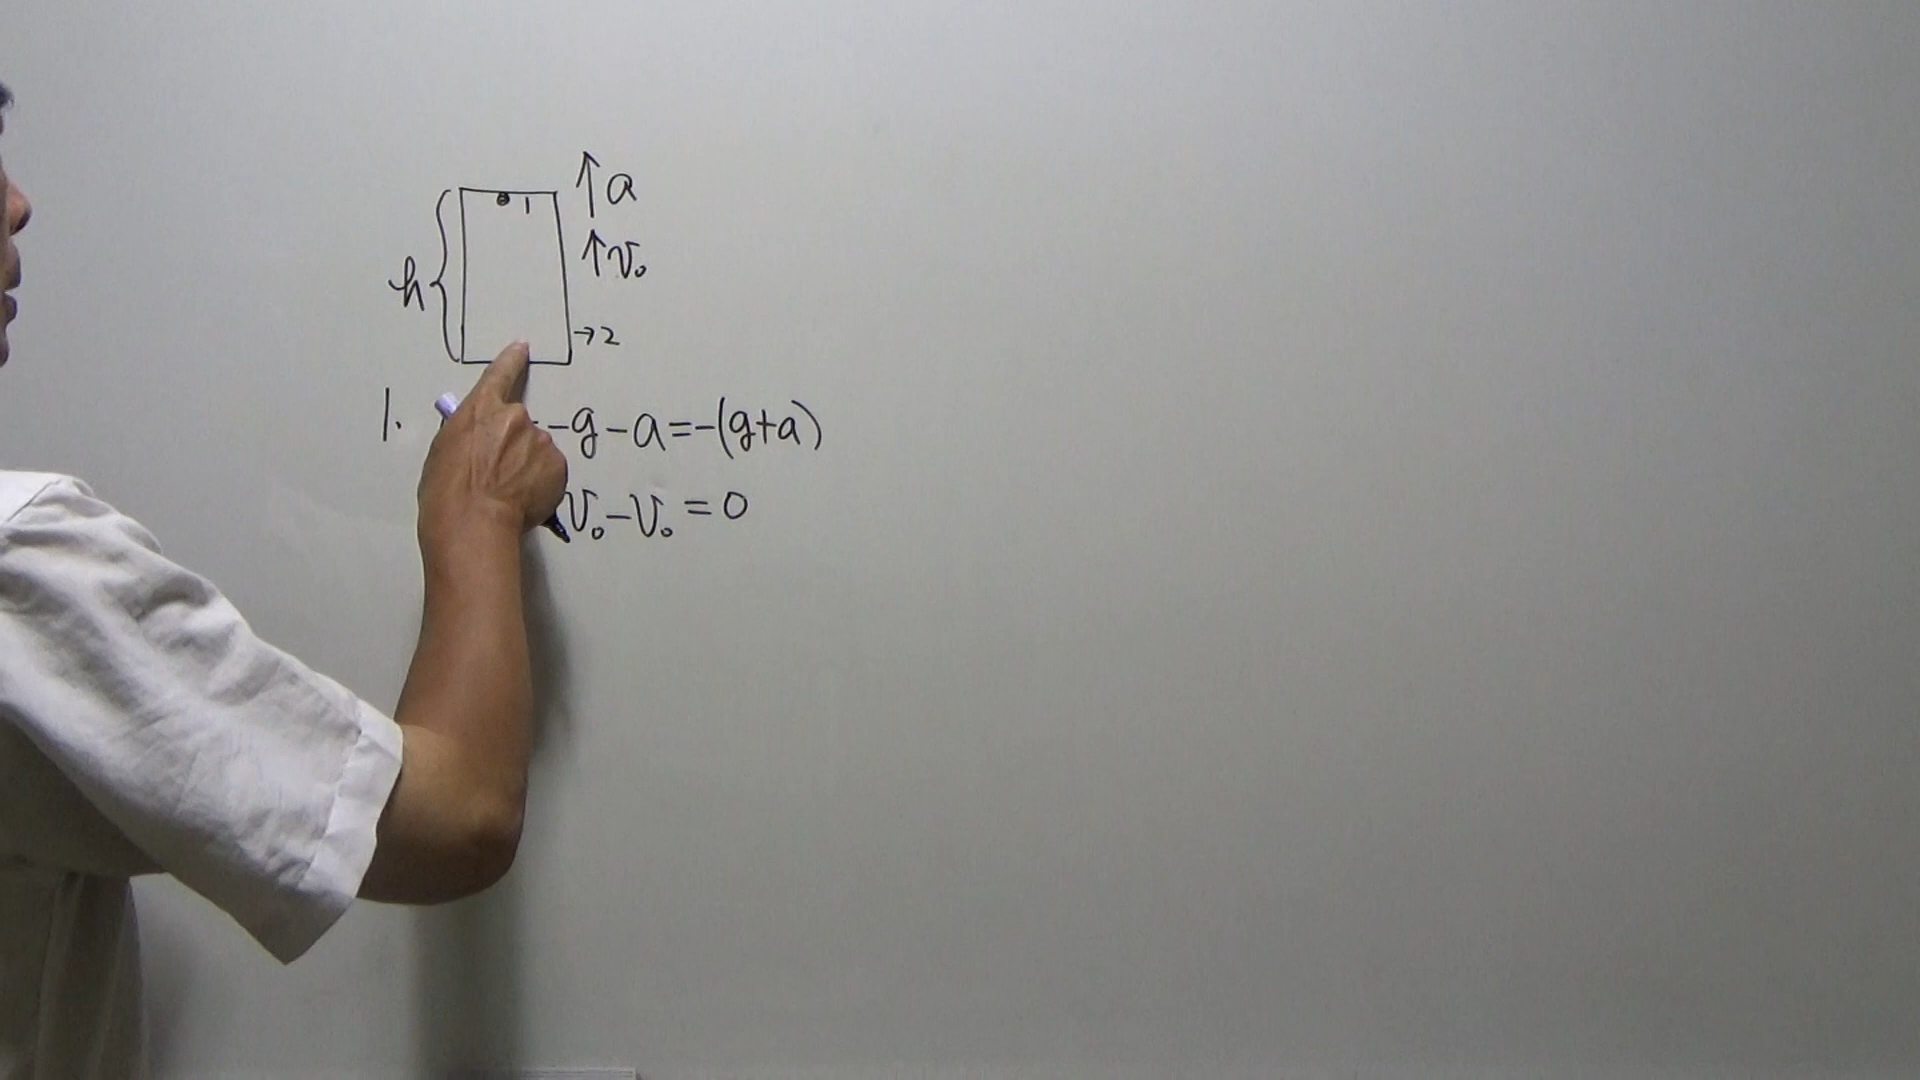 ↑a
1
↑v₀
h
→2
1. -g-a=-(g+a)
v₀-v₀=0